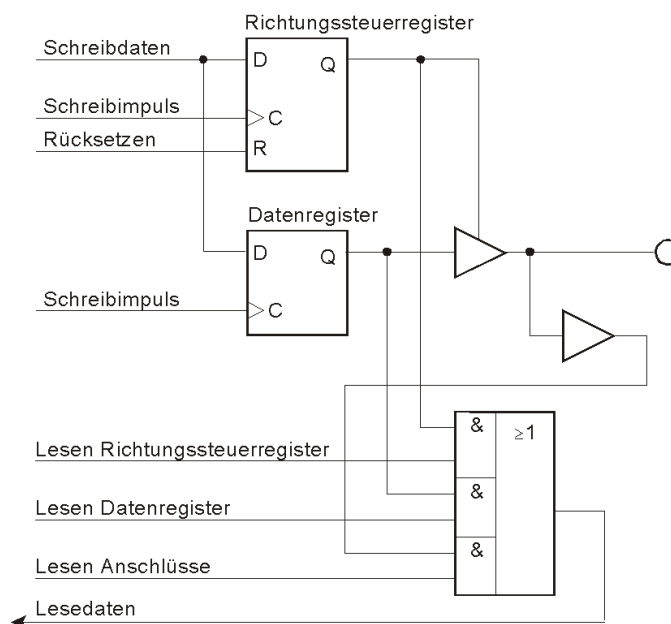 Richtungssteuerregister
Schreibdaten
D
Q
Schreibimpuls
C
Rücksetzen
R
Datenregister
D
Q
Schreibimpuls
C
&
≥1
Lesen Richtungssteuerregister
&
Lesen Datenregister
&
Lesen Anschlüsse
Lesedaten